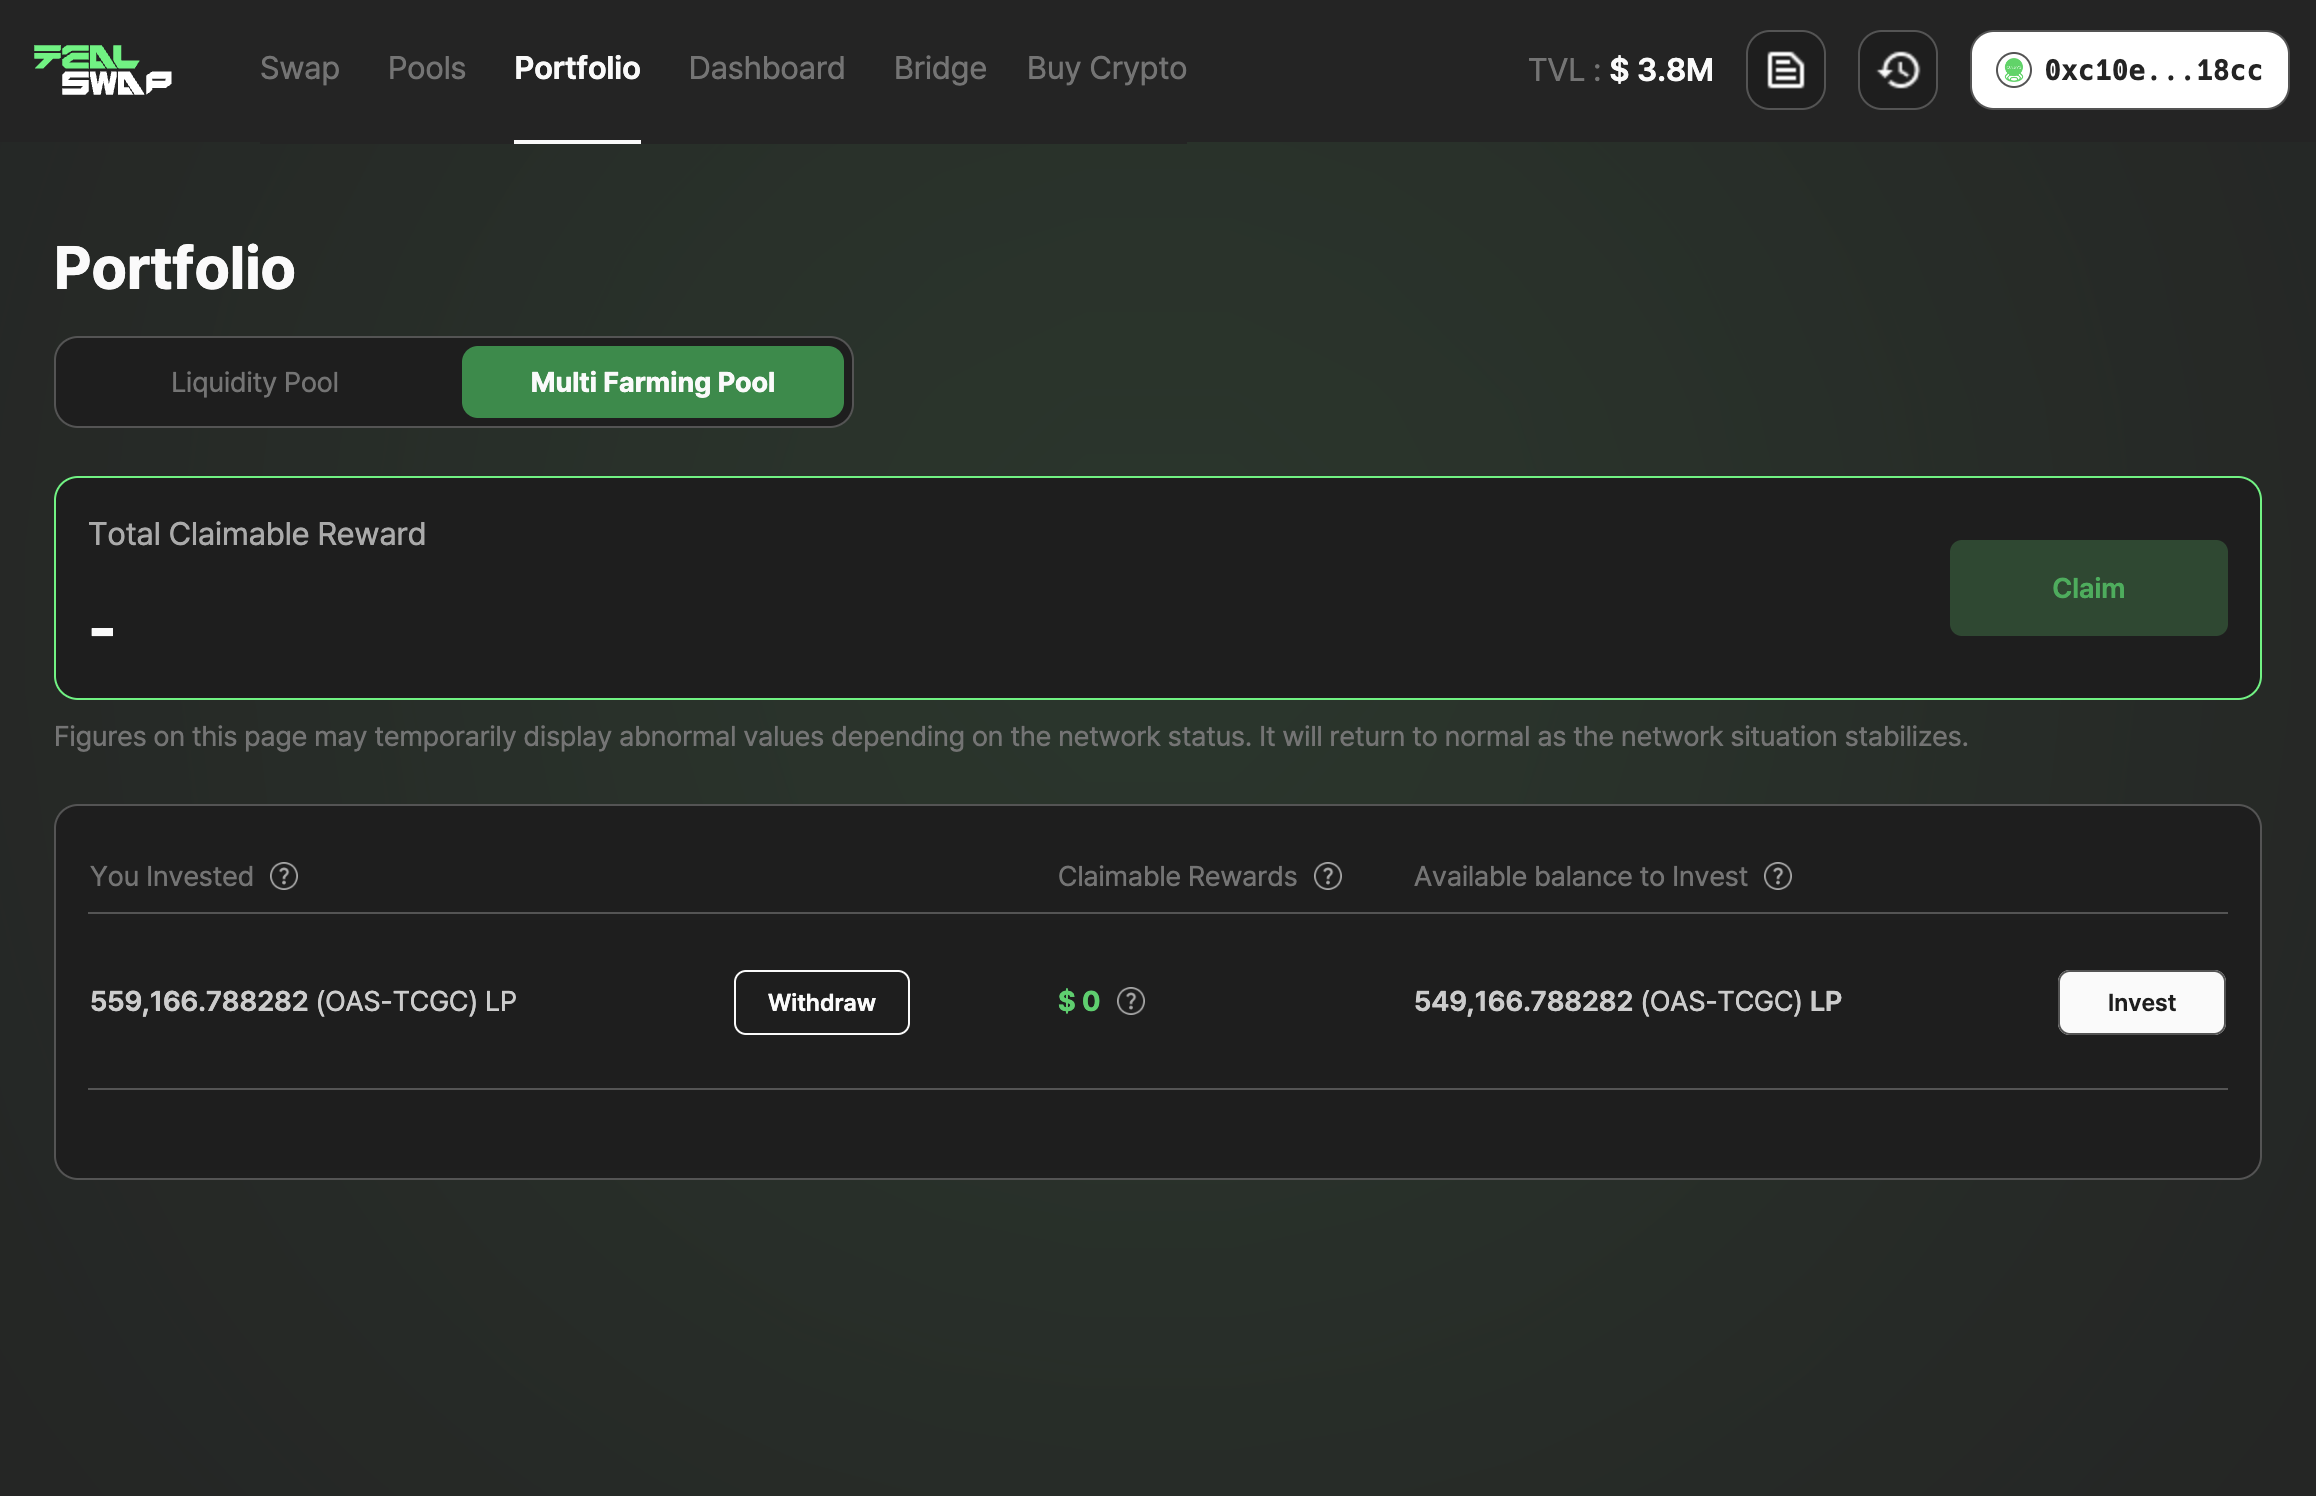 TEAL
SWAP
Swap Pools Portfolio Dashboard Bridge Buy Crypto TVL : $ 3.8M 0xc10e...18cc
Portfolio
Liquidity Pool Multi Farming Pool
Total Claimable Reward
-
Claim
Figures on this page may temporarily display abnormal values depending on the network status. It will return to normal as the network situation stabilizes.
You Invested ? Claimable Rewards ? Available balance to Invest ?
559,166.788282 (OAS-TCGC) LP Withdraw $ 0 ? 549,166.788282 (OAS-TCGC) LP Invest